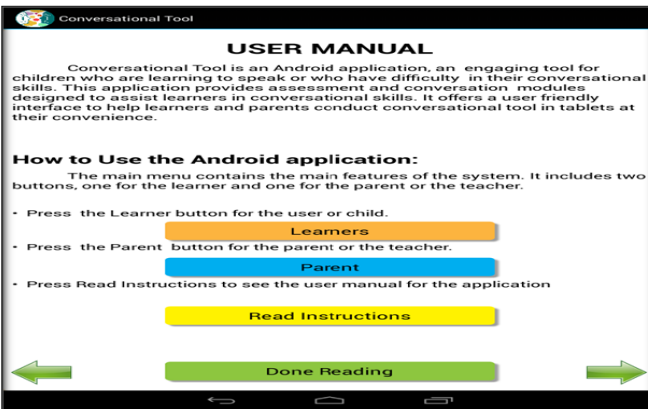 Conversational Tool
USER MANUAL
Conversational Tool is an Android application, an engaging tool for
children who are learning to speak or who have difficulty in their conversational
skills. This application provides assessment and conversation modules
designed to assist learners in conversational skills. It offers a user friendly
interface to help learners and parents conduct conversational tool in tablets at
their convenience.
How to Use the Android application:
The main menu contains the main features of the system. It includes two
buttons, one for the learner and one for the parent or the teacher.
• Press the Learner button for the user or child.
Learners
• Press the Parent button for the parent or the teacher.
Parent
• Press Read Instructions to see the user manual for the application
Read Instructions
Done Reading